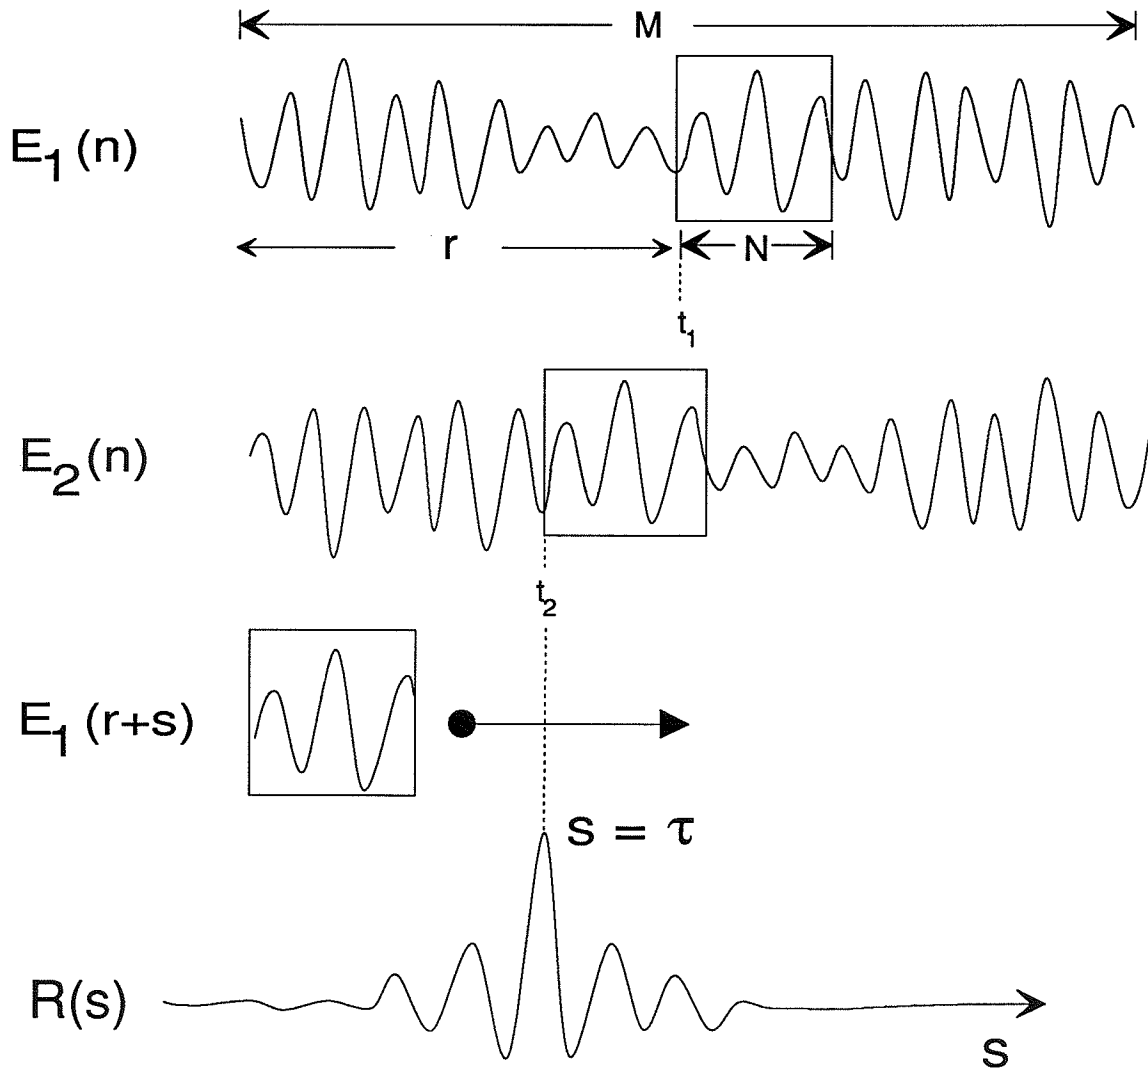 M
E₁(n)
r
N
t₁
E₂(n)
t₂
E₁(r+s)
S = τ
R(s)
S